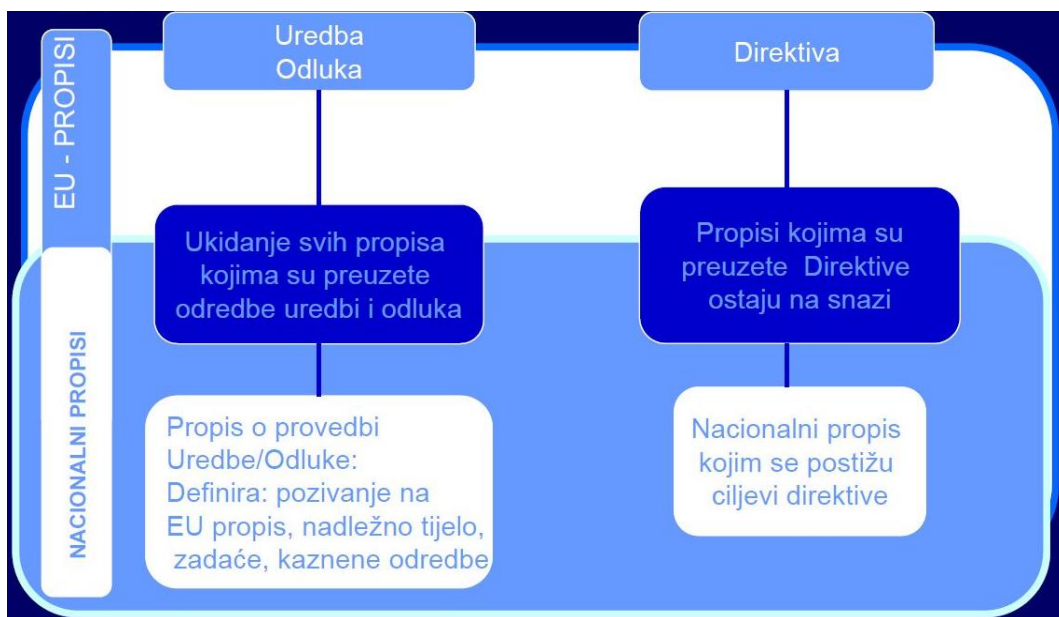 EU - PROPISI
Uredba
Odluka
Direktiva
Ukidanje svih propisa
kojima su preuzete
odredbe uredbi i odluka
Propisi kojima su
preuzete Direktive
ostaju na snazi
NACIONALNI PROPISI
Propis o provedbi
Uredbe/Odluke:
Definira: pozivanje na
EU propis, nadležno tijelo,
zadaće, kaznene odredbe
Nacionalni propis
kojim se postižu
ciljevi direktive